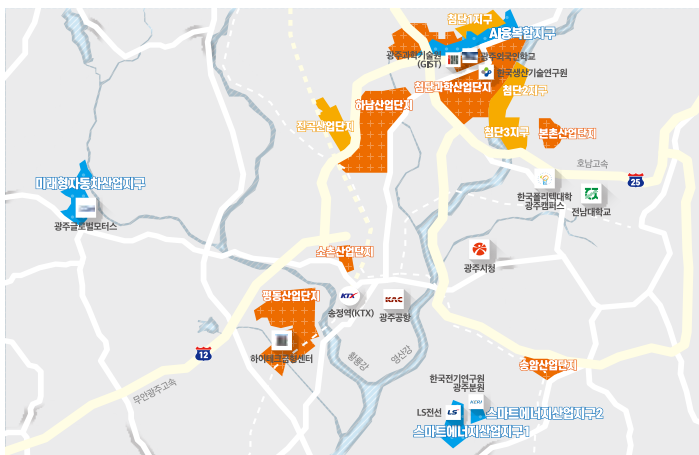 첨단1지구
AI융복합지구
광주과학기술원
(GIST)
광주외국인학교
한국생산기술연구원
첨단과학산업단지
첨단2지구
하남산업단지
진곡산업단지
첨단3지구
본촌산업단지
호남고속
25
미래형자동차산업지구
광주글로벌모터스
한국폴리텍대학
광주캠퍼스
전남대학교
소촌산업단지
광주시청
평동산업단지
KTX
송정역(KTX)
KAC
광주공항
하이테크금형센터
12
무안광주고속
황룡강
영산강
송암산업단지
한국전기연구원
광주분원
KERI
LS전선
LS
스마트에너지산업지구2
스마트에너지산업지구1